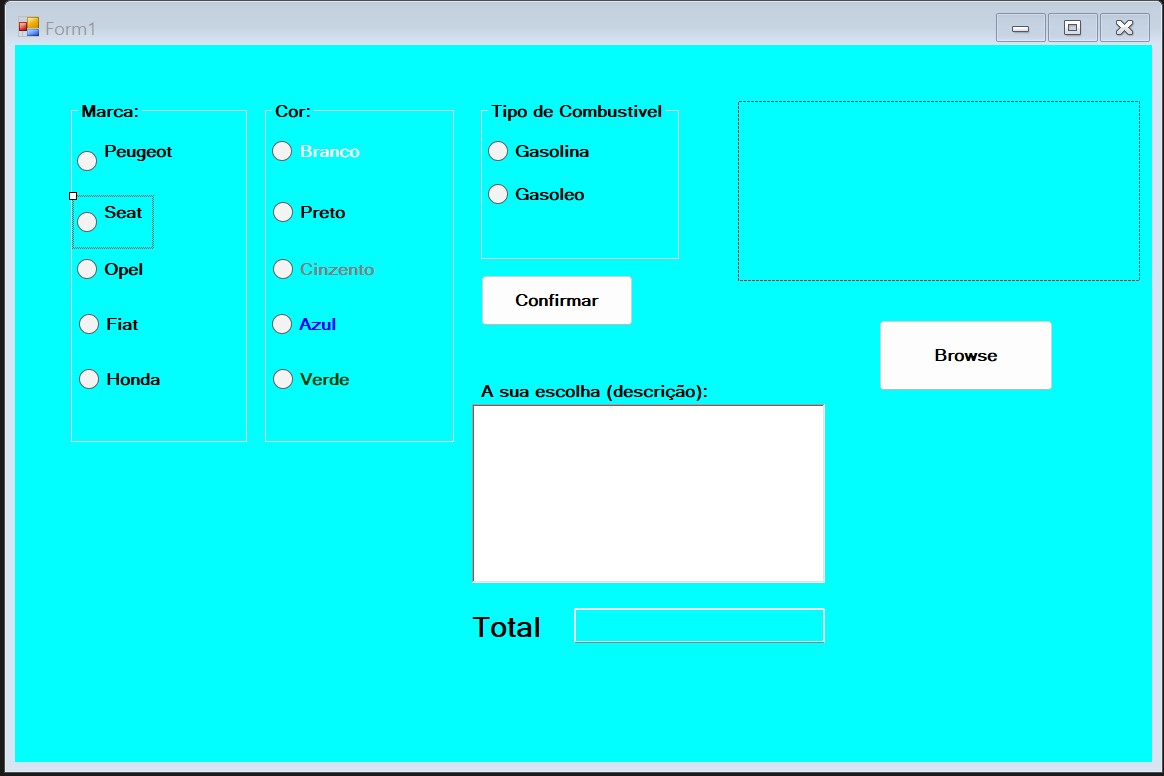 Form1
Marca:
Peugeot
Seat
Opel
Fiat
Honda
Cor:
Branco
Preto
Cinzento
Azul
Verde
Tipo de Combustivel
Gasolina
Gasoleo
Confirmar
Browse
A sua escolha (descrição):
Total